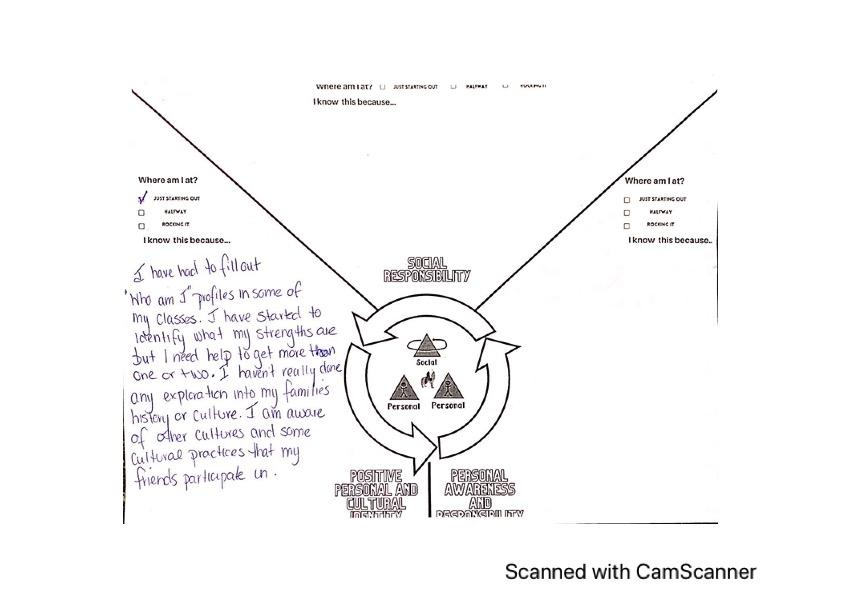 Where am I at? ☐ JUST STARTING OUT ☐ HALFWAY ☐ ROCKING IT
I know this because...
Where am I at?
☑ JUST STARTING OUT
☐ HALFWAY
☐ ROCKING IT
I know this because...
I have had to fill out
"Who am I" profiles in some of
my classes. I have started to
identify what my strengths are
but I need help to get more than
one or two. I haven't really done
any exploration into my families
history or culture. I am aware
of other cultures and some
cultural practices that my
friends participate in.
Where am I at?
☐ JUST STARTING OUT
☐ HALFWAY
☐ ROCKING IT
I know this because..
SOCIAL
RESPONSIBILITY
Social
Personal Personal
POSITIVE
PERSONAL AND
CULTURAL
IDENTITY
PERSONAL
AWARENESS
AND
RESPONSIBILITY
Scanned with CamScanner